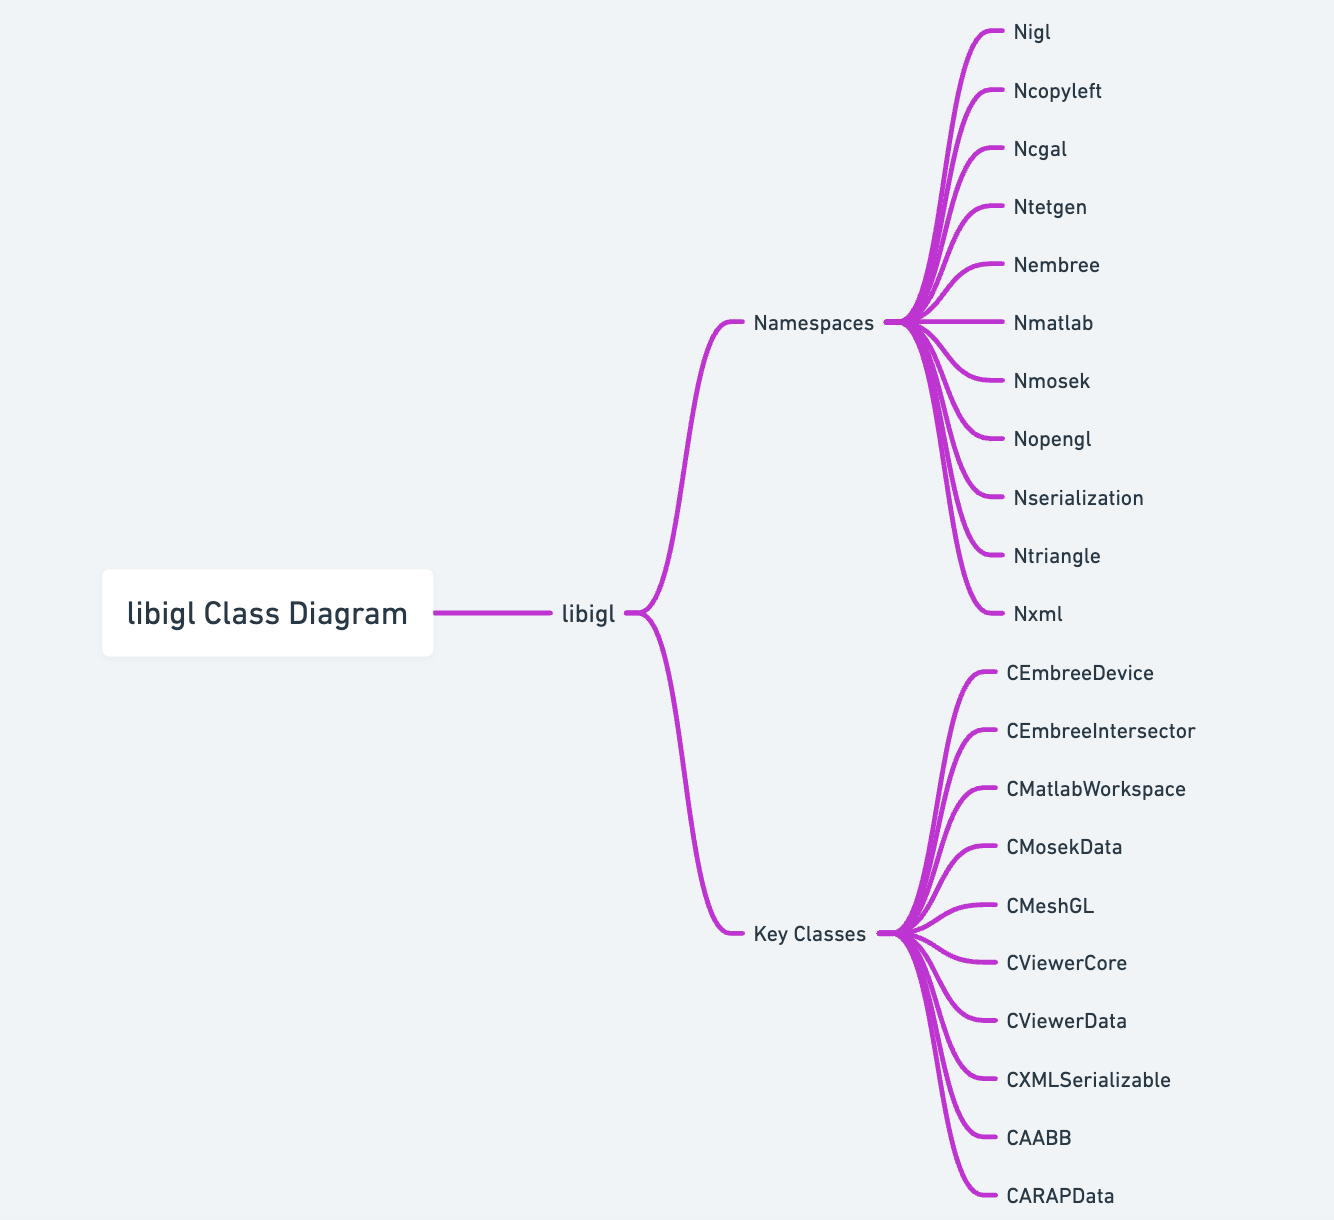 libigl Class Diagram
libigl
Namespaces
Nigl
Ncopyleft
Ncgal
Ntetgen
Nembree
Nmatlab
Nmosek
Nopengl
Nserialization
Ntriangle
Nxml
Key Classes
CEmbreeDevice
CEmbreeIntersector
CMatlabWorkspace
CMosekData
CMeshGL
CViewerCore
CViewerData
CXMLSerializable
CAABB
CARAPData